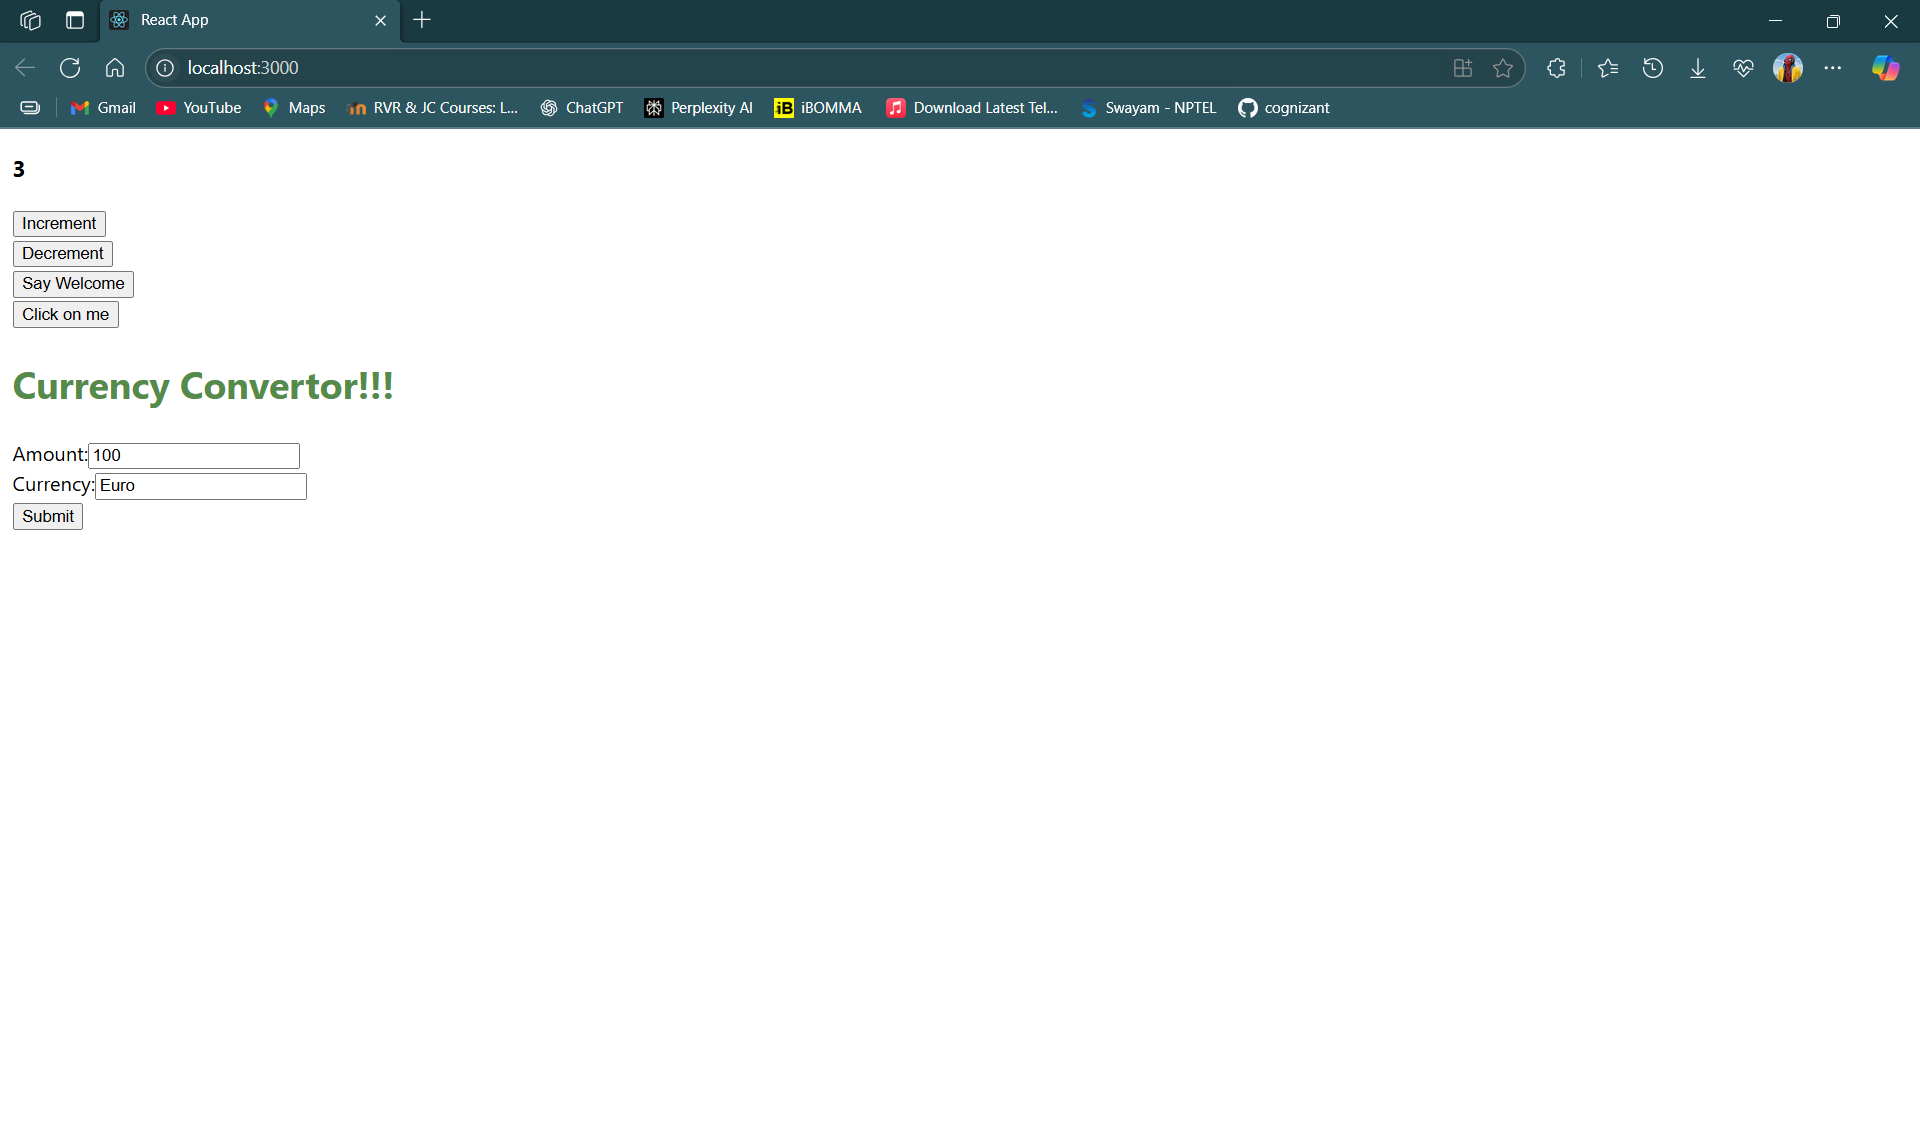 React App
localhost:3000
Gmail YouTube Maps RVR & JC Courses: L... ChatGPT Perplexity AI iB iBOMMA Download Latest Tel... Swayam - NPTEL cognizant
3
Increment
Decrement
Say Welcome
Click on me
Currency Convertor!!!
Amount: 100
Currency: Euro
Submit